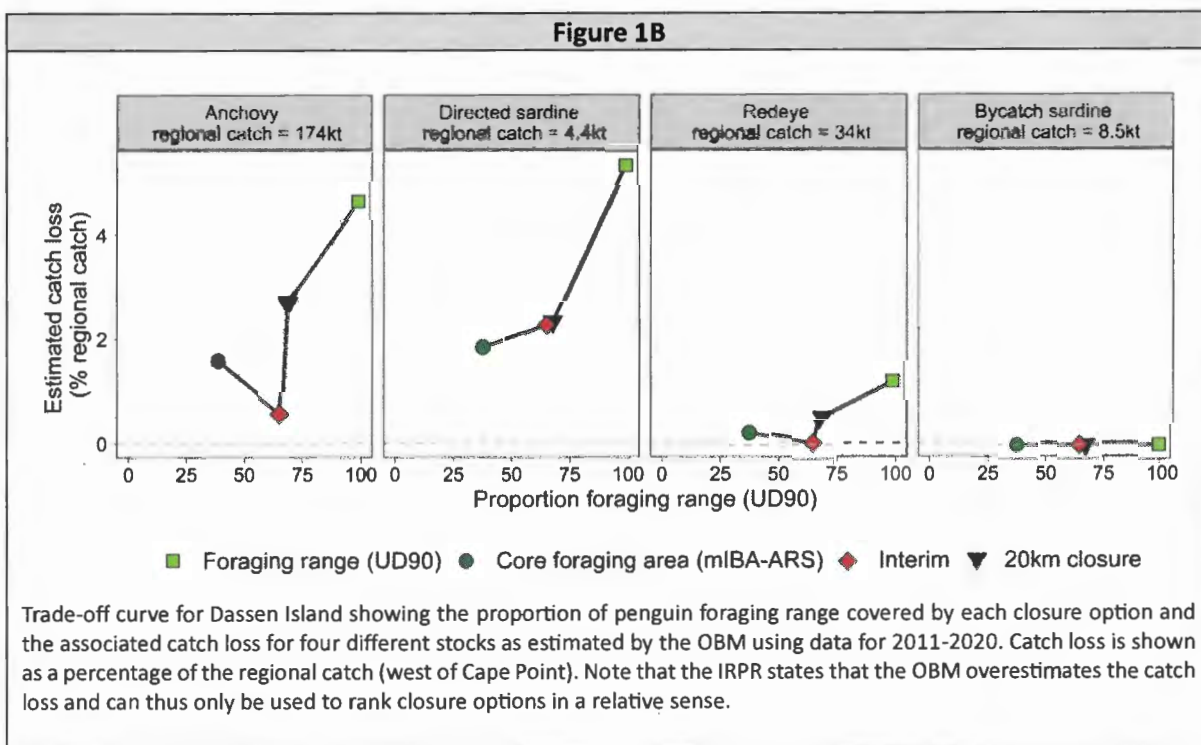 Figure 1B
Anchovy
regional catch = 174kt
Directed sardine
regional catch = 4.4kt
Redeye
regional catch = 34kt
Bycatch sardine
regional catch = 8.5kt
Estimated catch loss
(% regional catch)
4
2
0
0 25 50 75 100 0 25 50 75 100 0 25 50 75 100 0 25 50 75 100
Proportion foraging range (UD90)
Foraging range (UD90) Core foraging area (mIBA-ARS) Interim 20km closure
Trade-off curve for Dassen Island showing the proportion of penguin foraging range covered by each closure option and
the associated catch loss for four different stocks as estimated by the OBM using data for 2011-2020. Catch loss is shown
as a percentage of the regional catch (west of Cape Point). Note that the IRPR states that the OBM overestimates the catch
loss and can thus only be used to rank closure options in a relative sense.